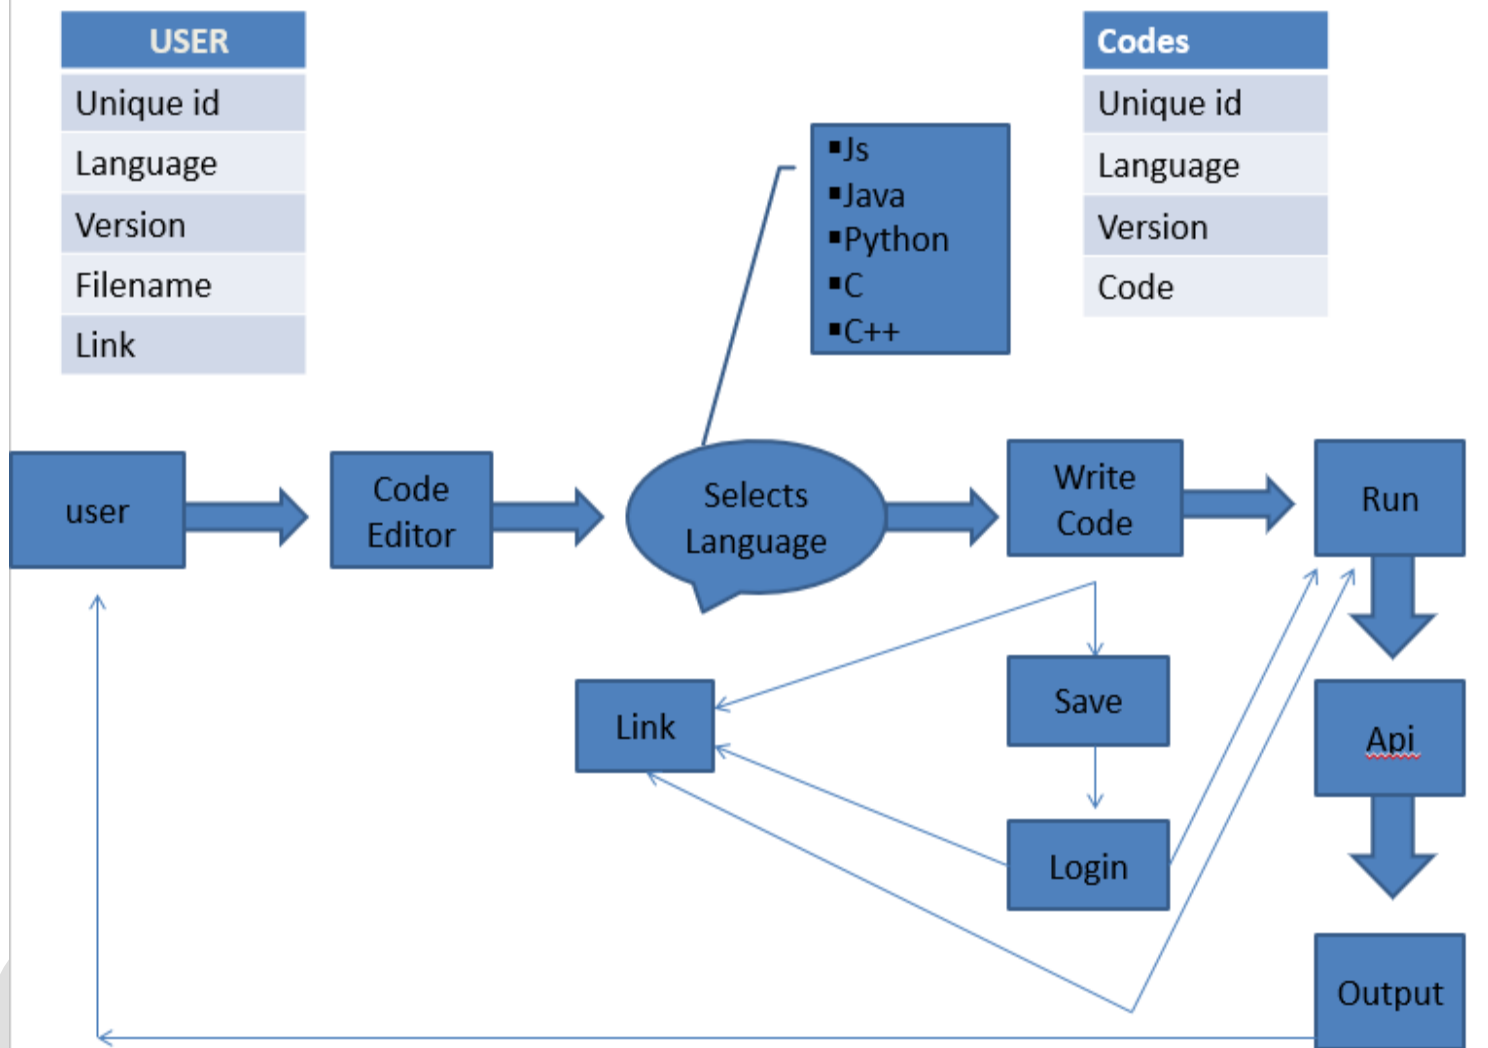 USER
Unique id
Language
Version
Filename
Link
Codes
Unique id
Language
Version
Code
▪Js
▪Java
▪Python
▪C
▪C++
user
Code
Editor
Selects
Language
Write
Code
Run
Link
Save
Login
Api
Output